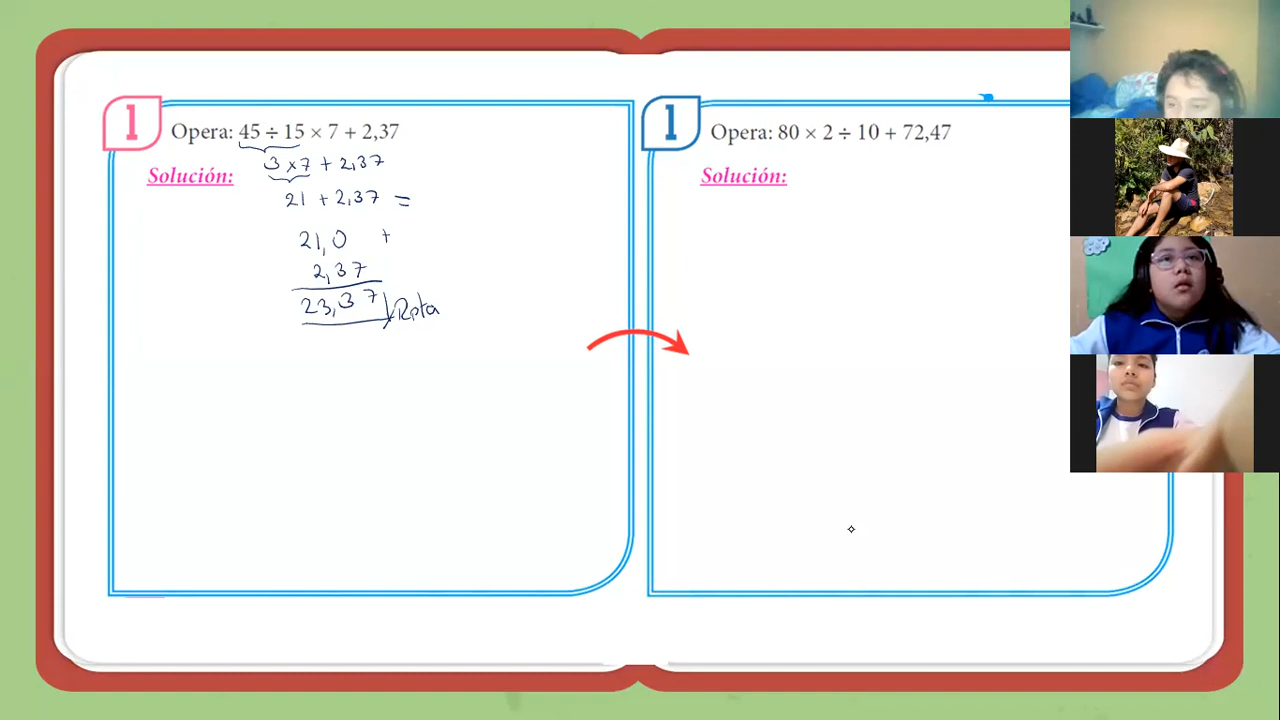 1
Opera: 45 ÷ 15 × 7 + 2,37
3 × 7 + 2,37
Solución:
21 + 2,37 =
21,0 +
2,37
23,37 Rpta
1
Opera: 80 × 2 ÷ 10 + 72,47
Solución: